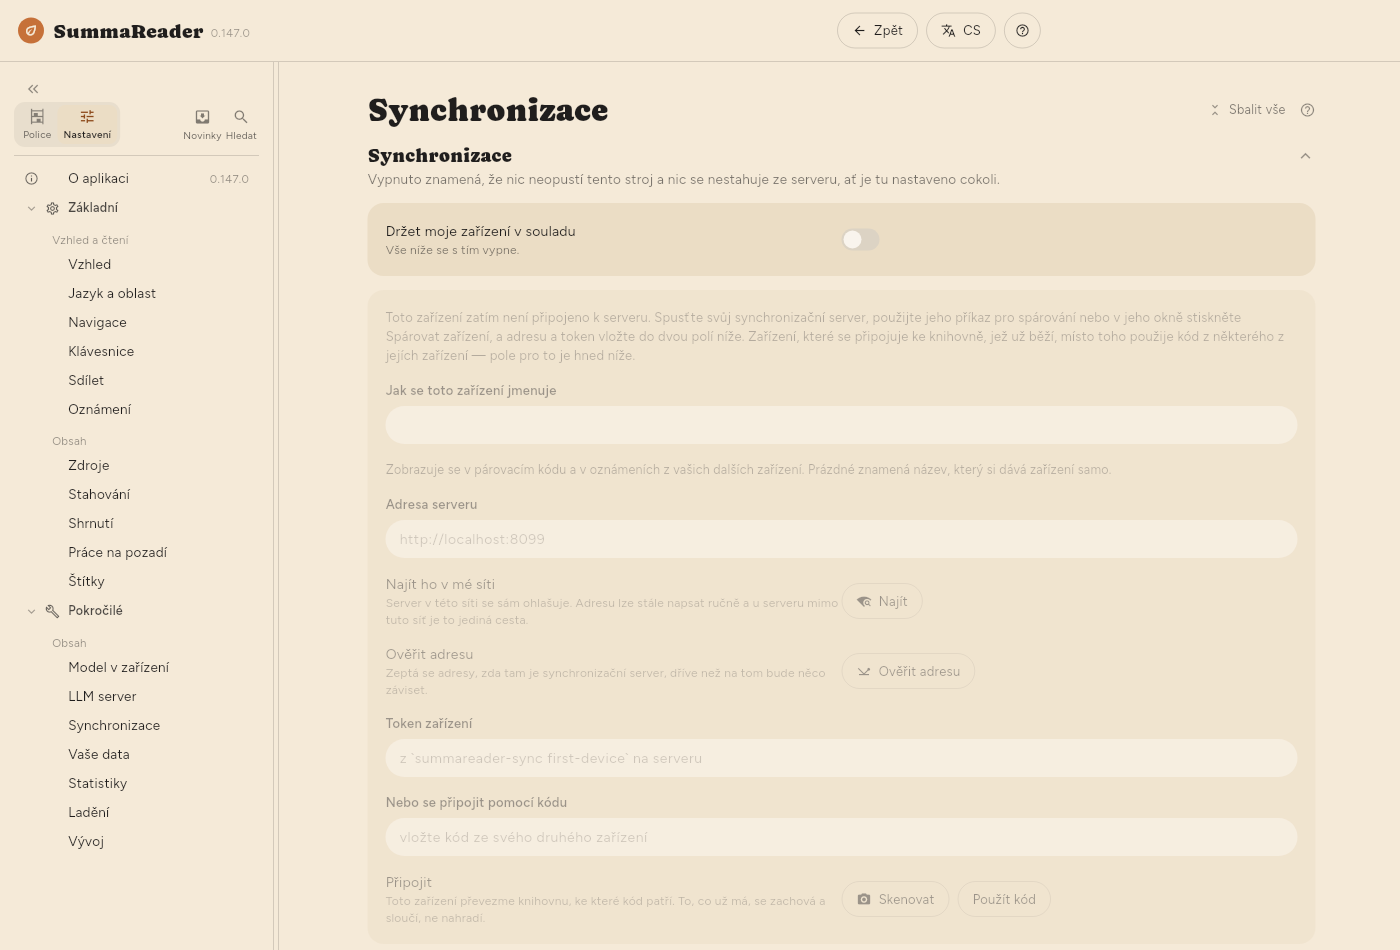 SummaReader 0.147.0
Zpět
CS
Police
Nastavení
Novinky
Hledat
O aplikaci 0.147.0
Základní
Vzhled a čtení
Vzhled
Jazyk a oblast
Navigace
Klávesnice
Sdílet
Oznámení
Obsah
Zdroje
Stahování
Shrnutí
Práce na pozadí
Štítky
Pokročilé
Obsah
Model v zařízení
LLM server
Synchronizace
Vaše data
Statistiky
Ladění
Vývoj
Synchronizace
Sbalit vše
Synchronizace
Vypnuto znamená, že nic neopustí tento stroj a nic se nestahuje ze serveru, ať je tu nastaveno cokoli.
Držet moje zařízení v souladu
Vše níže se s tím vypne.
Toto zařízení zatím není připojeno k serveru. Spusťte svůj synchronizační server, použijte jeho příkaz pro spárování nebo v jeho okně stiskněte
Spárovat zařízení, a adresu a token vložte do dvou polí níže. Zařízení, které se připojuje ke knihovně, jež už běží, místo toho použije kód z některého z
jejích zařízení — pole pro to je hned níže.
Jak se toto zařízení jmenuje
Zobrazuje se v párovacím kódu a v oznámeních z vašich dalších zařízení. Prázdné znamená název, který si dává zařízení samo.
Adresa serveru
http://localhost:8099
Najít ho v mé síti
Server v této síti se sám ohlašuje. Adresu lze stále napsat ručně a u serveru mimo
tuto síť je to jediná cesta.
Najít
Ověřit adresu
Zeptá se adresy, zda tam je synchronizační server, dříve než na tom bude něco
záviset.
Ověřit adresu
Token zařízení
z `summareader-sync first-device` na serveru
Nebo se připojit pomocí kódu
vložte kód ze svého druhého zařízení
Připojit
Toto zařízení převezme knihovnu, ke které kód patří. To, co už má, se zachová a
sloučí, ne nahradí.
Skenovat
Použít kód